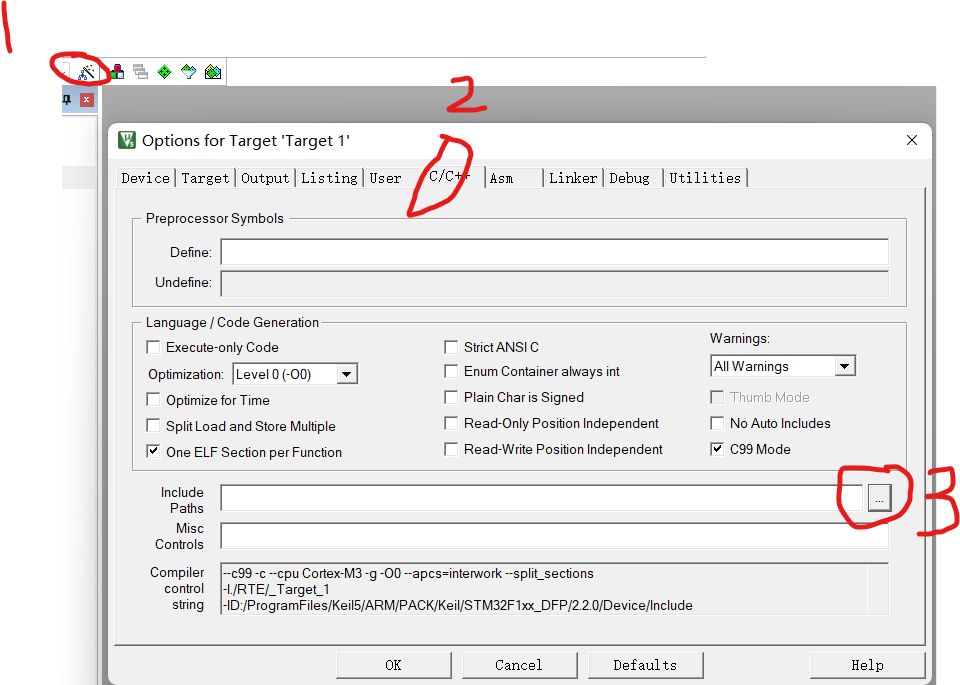 1
2
Options for Target 'Target 1'
Device Target Output Listing User C/C++ Asm Linker Debug Utilities
Preprocessor Symbols
Define:
Undefine:
Language / Code Generation
Execute-only Code
Optimization: Level 0 (-O0)
Optimize for Time
Split Load and Store Multiple
One ELF Section per Function
Strict ANSI C
Enum Container always int
Plain Char is Signed
Read-Only Position Independent
Read-Write Position Independent
Warnings:
All Warnings
Thumb Mode
No Auto Includes
C99 Mode
Include
Paths
...
3
Misc
Controls
Compiler
control
string
--c99 -c --cpu Cortex-M3 -g -O0 --apcs=interwork --split_sections
-I./RTE/_Target_1
-ID:/ProgramFiles/Keil5/ARM/PACK/Keil/STM32F1xx_DFP/2.2.0/Device/Include
OK Cancel Defaults Help